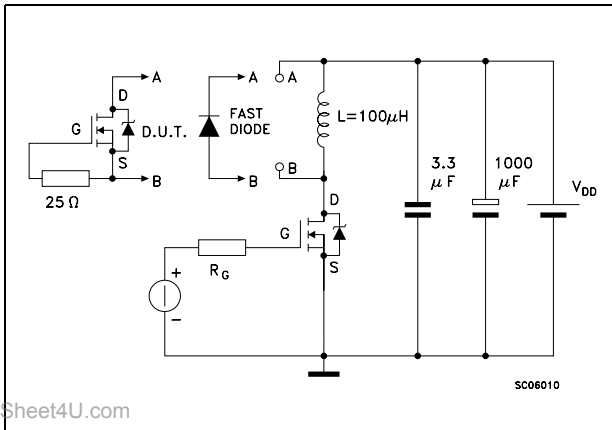 A
A
A
D
FAST
DIODE
G
D.U.T.
L=100μH
S
B
B
B
25 Ω
3.3
μF
1000
μF
V_DD
D
G
S
R_G
+
−
SC06010
Sheet4U.com